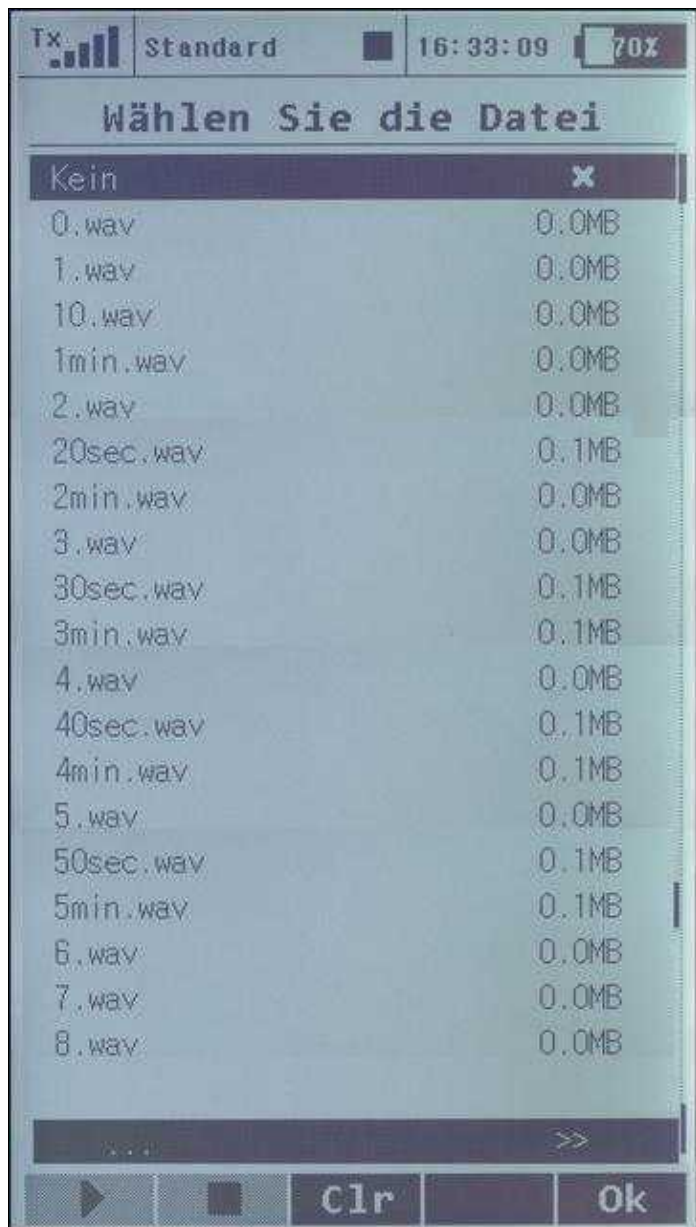 Tx Standard 16:33:09 70%
Wählen Sie die Datei
Kein ×
0.wav 0.0MB
1.wav 0.0MB
10.wav 0.0MB
1min.wav 0.0MB
2.wav 0.0MB
20sec.wav 0.1MB
2min.wav 0.0MB
3.wav 0.0MB
30sec.wav 0.1MB
3min.wav 0.1MB
4.wav 0.0MB
40sec.wav 0.1MB
4min.wav 0.1MB
5.wav 0.0MB
50sec.wav 0.1MB
5min.wav 0.1MB
6.wav 0.0MB
7.wav 0.0MB
8.wav 0.0MB
... >>
Clr Ok